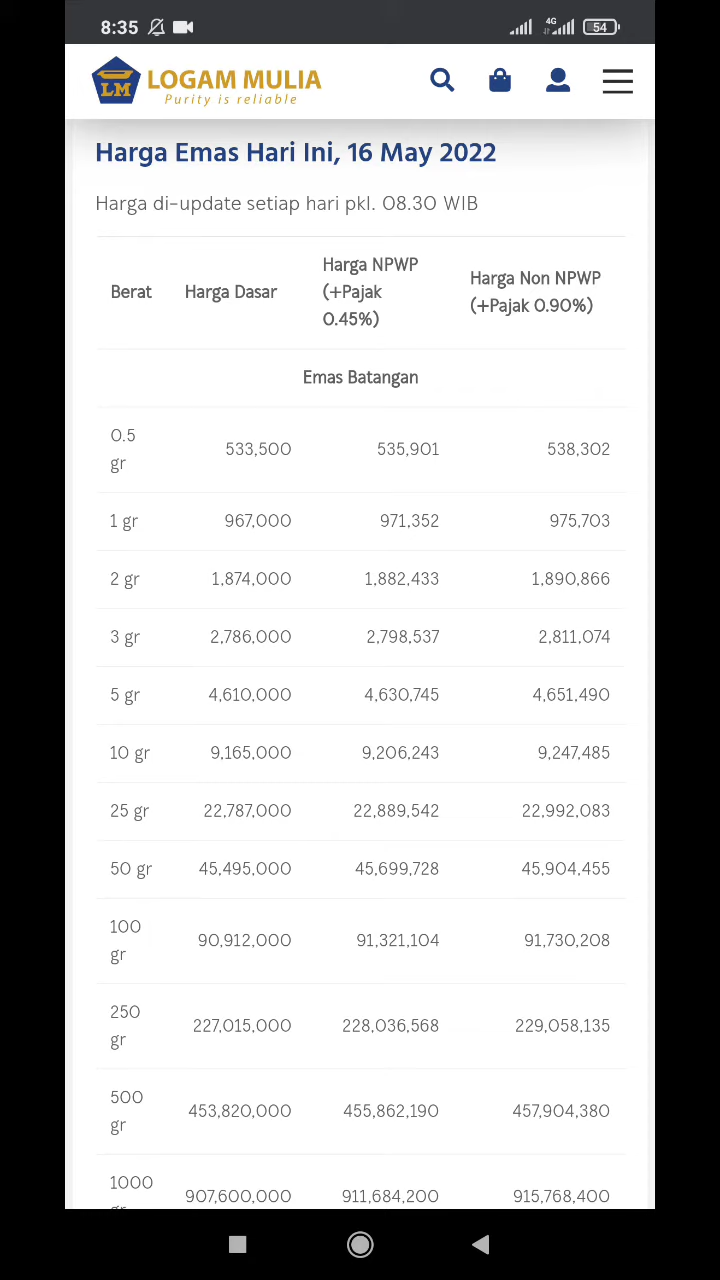 8:35
4G
54
LM
LOGAM MULIA
Purity is reliable
Harga Emas Hari Ini, 16 May 2022
Harga di-update setiap hari pkl. 08.30 WIB
Berat Harga Dasar Harga NPWP (+Pajak 0.45%) Harga Non NPWP (+Pajak 0.90%)
Emas Batangan
0.5 gr 533,500 535,901 538,302
1 gr 967,000 971,352 975,703
2 gr 1,874,000 1,882,433 1,890,866
3 gr 2,786,000 2,798,537 2,811,074
5 gr 4,610,000 4,630,745 4,651,490
10 gr 9,165,000 9,206,243 9,247,485
25 gr 22,787,000 22,889,542 22,992,083
50 gr 45,495,000 45,699,728 45,904,455
100 gr 90,912,000 91,321,104 91,730,208
250 gr 227,015,000 228,036,568 229,058,135
500 gr 453,820,000 455,862,190 457,904,380
1000 gr 907,600,000 911,684,200 915,768,400